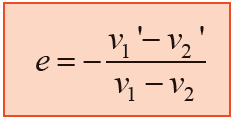 e = - (v₁' - v₂') / (v₁ - v₂)